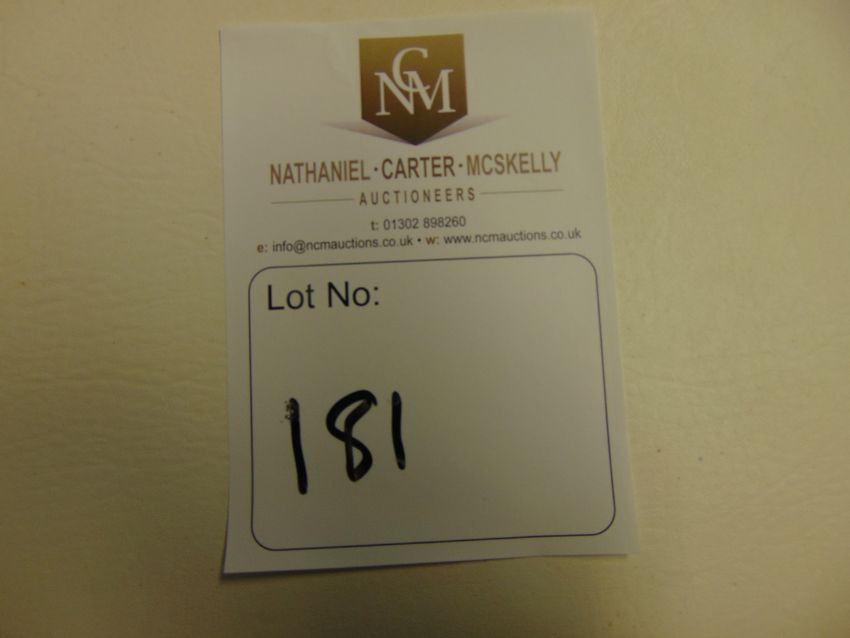 NCM
NATHANIEL · CARTER · MCSKELLY
AUCTIONEERS
t: 01302 898260
e: info@ncmauctions.co.uk • w: www.ncmauctions.co.uk
Lot No:
181